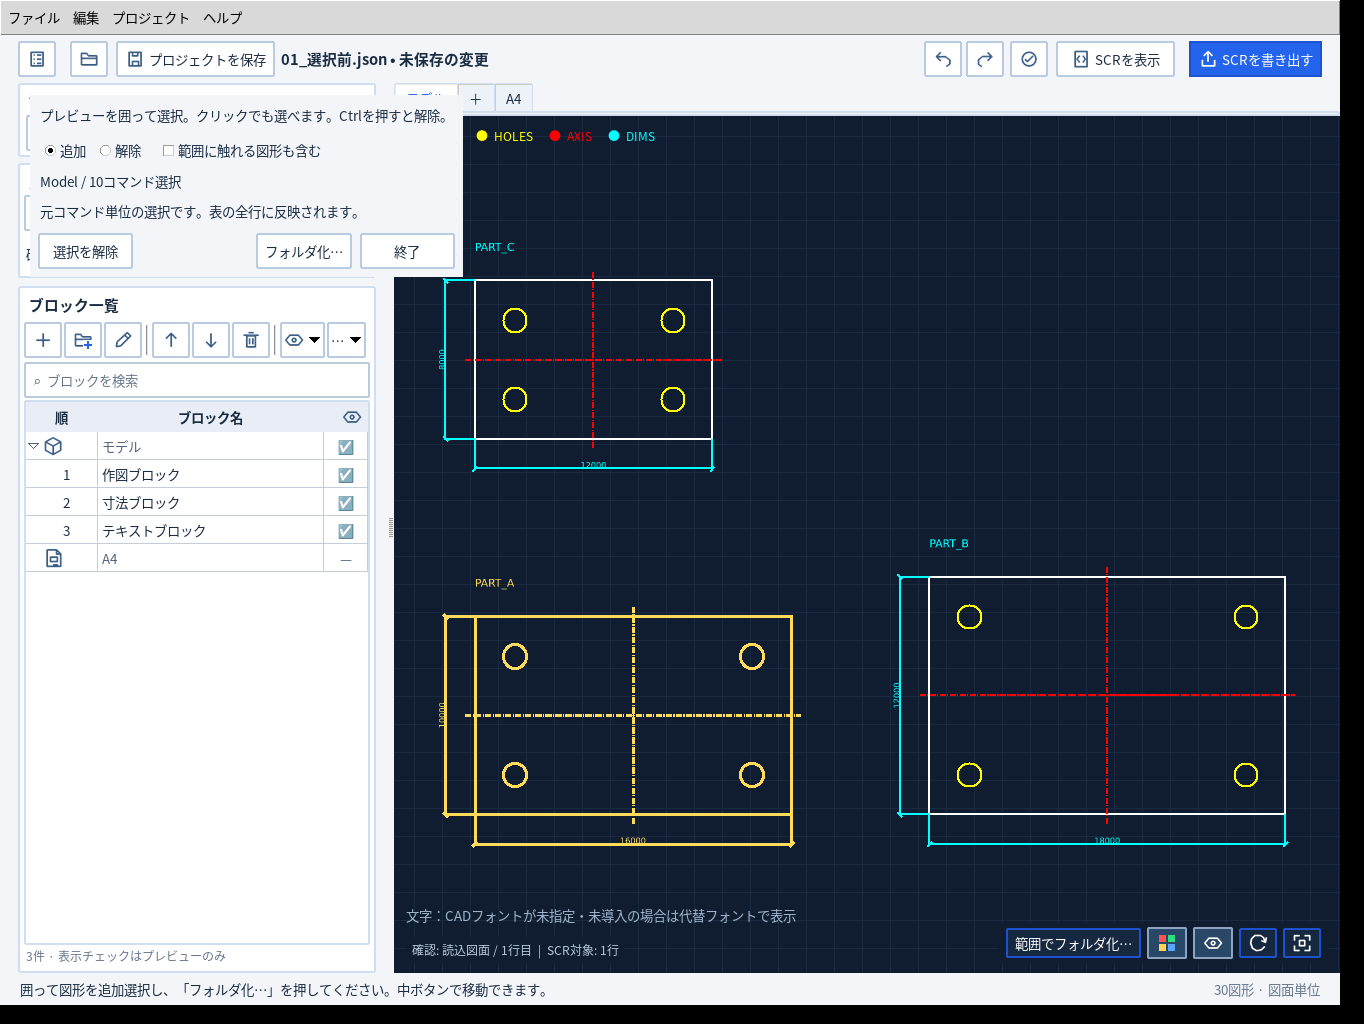 ファイル 編集 プロジェクト ヘルプ
プロジェクトを保存 01_選択前.json • 未保存の変更 SCRを表示 SCRを書き出す
+ A4
プレビューを囲って選択。クリックでも選べます。Ctrlを押すと解除。
追加 解除 範囲に触れる図形も含む
Model / 10コマンド選択
元コマンド単位の選択です。表の全行に反映されます。
選択を解除 フォルダ化… 終了
HOLES AXIS DIMS
ブロック一覧
ブロックを検索
順 ブロック名
モデル
1 作図ブロック
2 寸法ブロック
3 テキストブロック
A4 —
3件 · 表示チェックはプレビューのみ
PART_C
8000
12000
PART_A
10000
16000
PART_B
12000
18000
文字：CADフォントが未指定・未導入の場合は代替フォントで表示
確認: 読込図面 / 1行目 | SCR対象: 1行
範囲でフォルダ化…
囲って図形を追加選択し、「フォルダ化…」を押してください。中ボタンで移動できます。
30図形 · 図面単位